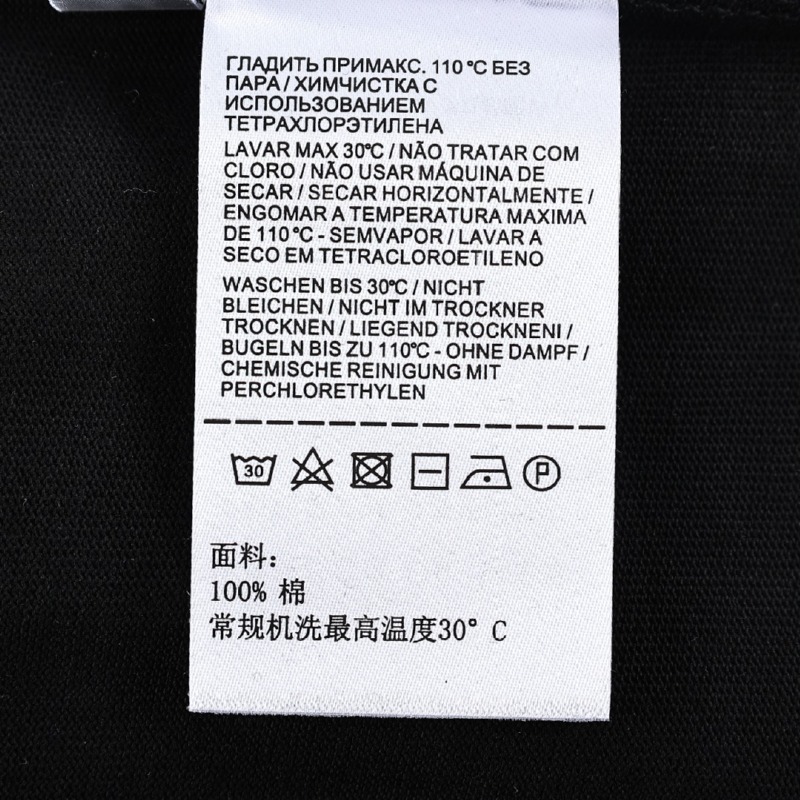 ГЛАДИТЬ ПРИМАКС. 110 °C БЕЗ
ПАРА / ХИМЧИСТКА С
ИСПОЛЬЗОВАНИЕМ
ТЕТРАХЛОРЭТИЛЕНА
LAVAR MAX 30°C / NÃO TRATAR COM
CLORO / NÃO USAR MÁQUINA DE
SECAR / SECAR HORIZONTALMENTE /
ENGOMAR A TEMPERATURA MAXIMA
DE 110 °C - SEMVAPOR / LAVAR A
SECO EM TETRACLOROETILENO
WASCHEN BIS 30°C / NICHT
BLEICHEN / NICHT IM TROCKNER
TROCKNEN / LIEGEND TROCKNENI /
BUGELN BIS ZU 110°C - OHNE DAMPF /
CHEMISCHE REINIGUNG MIT
PERCHLORETHYLEN
30 P
面料：
100% 棉
常规机洗最高温度30° C